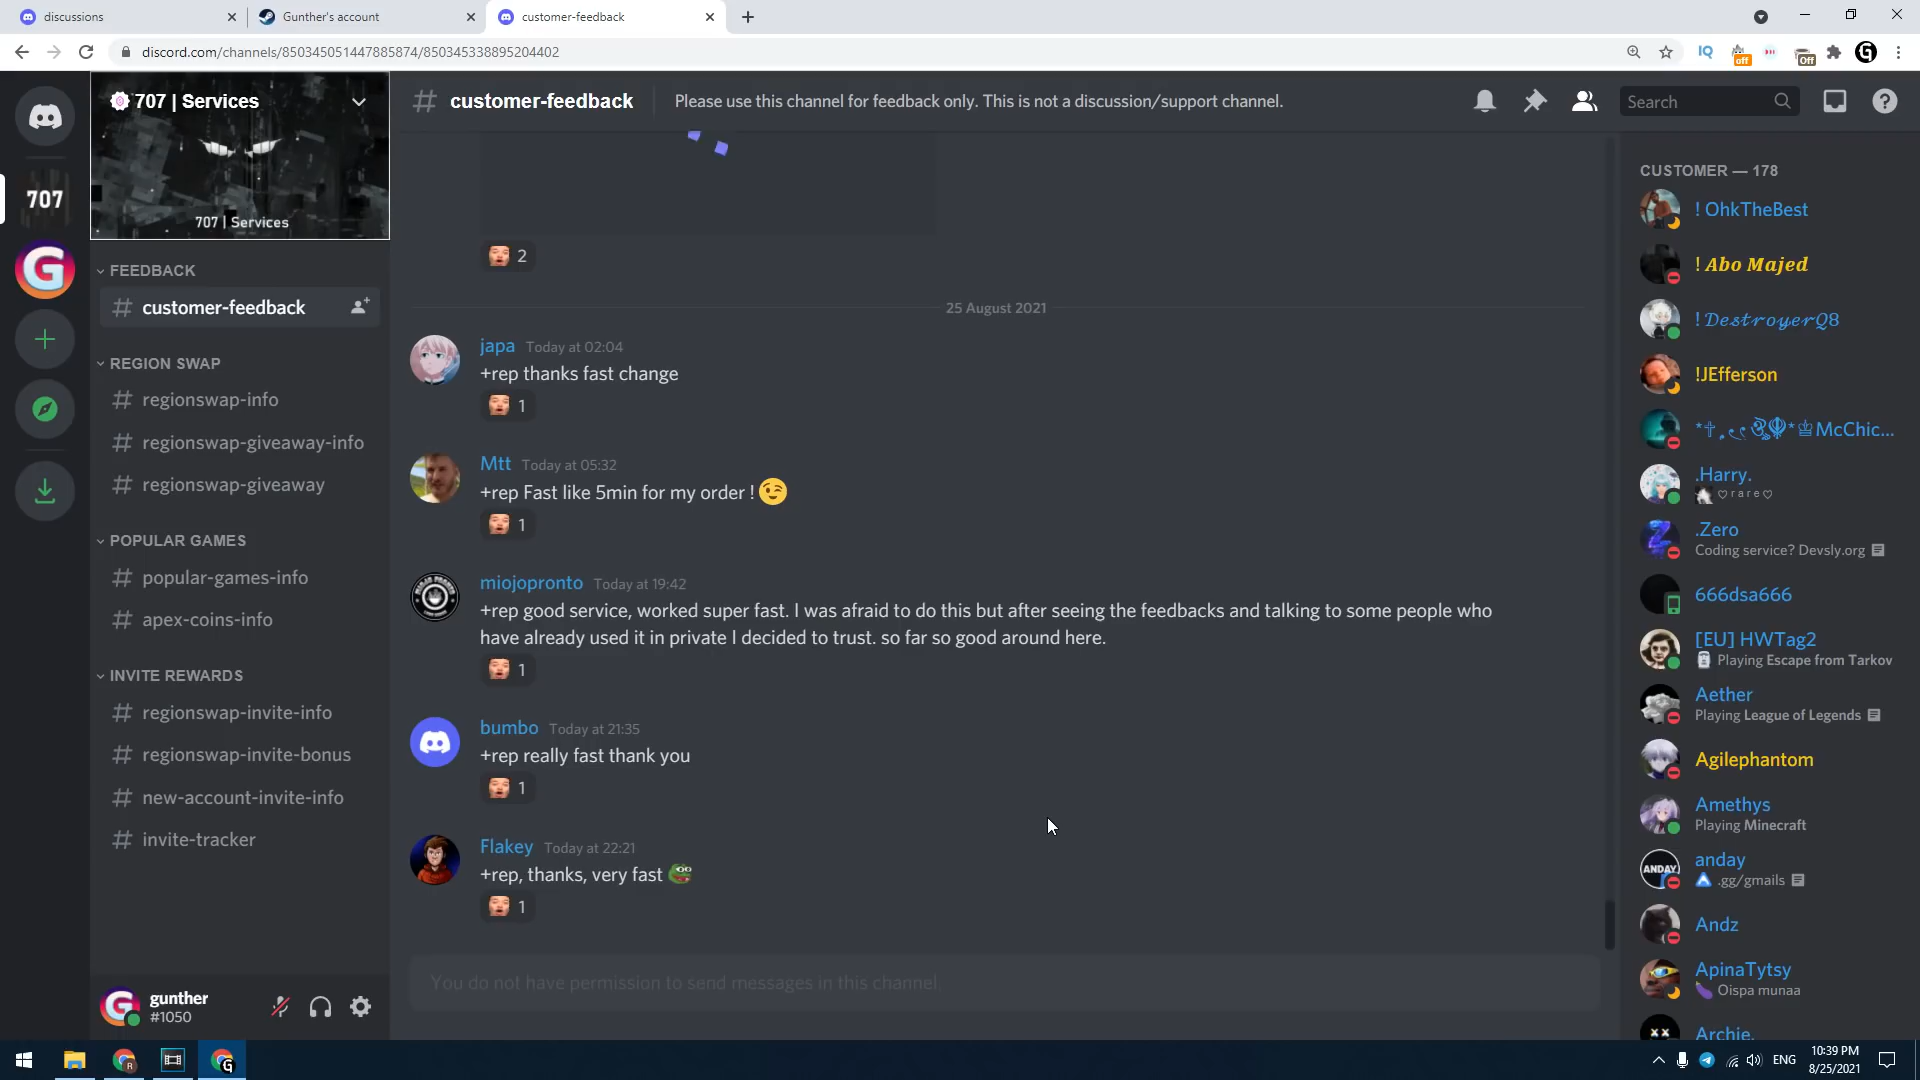 discussions
Gunther's account
customer-feedback
discord.com/channels/850345051447885874/850345338895204402
IQ
off
Off
G
707 | Services
707 | Services
customer-feedback
Please use this channel for feedback only. This is not a discussion/support channel.
Search
707
G
FEEDBACK
customer-feedback
REGION SWAP
regionswap-info
regionswap-giveaway-info
regionswap-giveaway
POPULAR GAMES
popular-games-info
apex-coins-info
INVITE REWARDS
regionswap-invite-info
regionswap-invite-bonus
new-account-invite-info
invite-tracker
gunther
#1050
2
25 August 2021
japa Today at 02:04
+rep thanks fast change
1
Mtt Today at 05:32
+rep Fast like 5min for my order !
1
miojopronto Today at 19:42
+rep good service, worked super fast. I was afraid to do this but after seeing the feedbacks and talking to some people who
have already used it in private I decided to trust. so far so good around here.
1
bumbo Today at 21:35
+rep really fast thank you
1
Flakey Today at 22:21
+rep, thanks, very fast
1
You do not have permission to send messages in this channel.
CUSTOMER — 178
! OhkTheBest
! Abo Majed
! 𝓓𝓮𝓼𝓽𝓻𝓸𝔂𝓮𝓻𝓠8
!JEfferson
McChic...
.Harry.
♡ r a r e ♡
.Zero
Coding service? Devsly.org
666dsa666
[EU] HWTag2
Playing Escape from Tarkov
Aether
Playing League of Legends
Agilephantom
Amethys
Playing Minecraft
ANDAY
anday
.gg/gmails
Andz
ApinaTytsy
Oispa munaa
Archie.
ENG
10:39 PM
8/25/2021